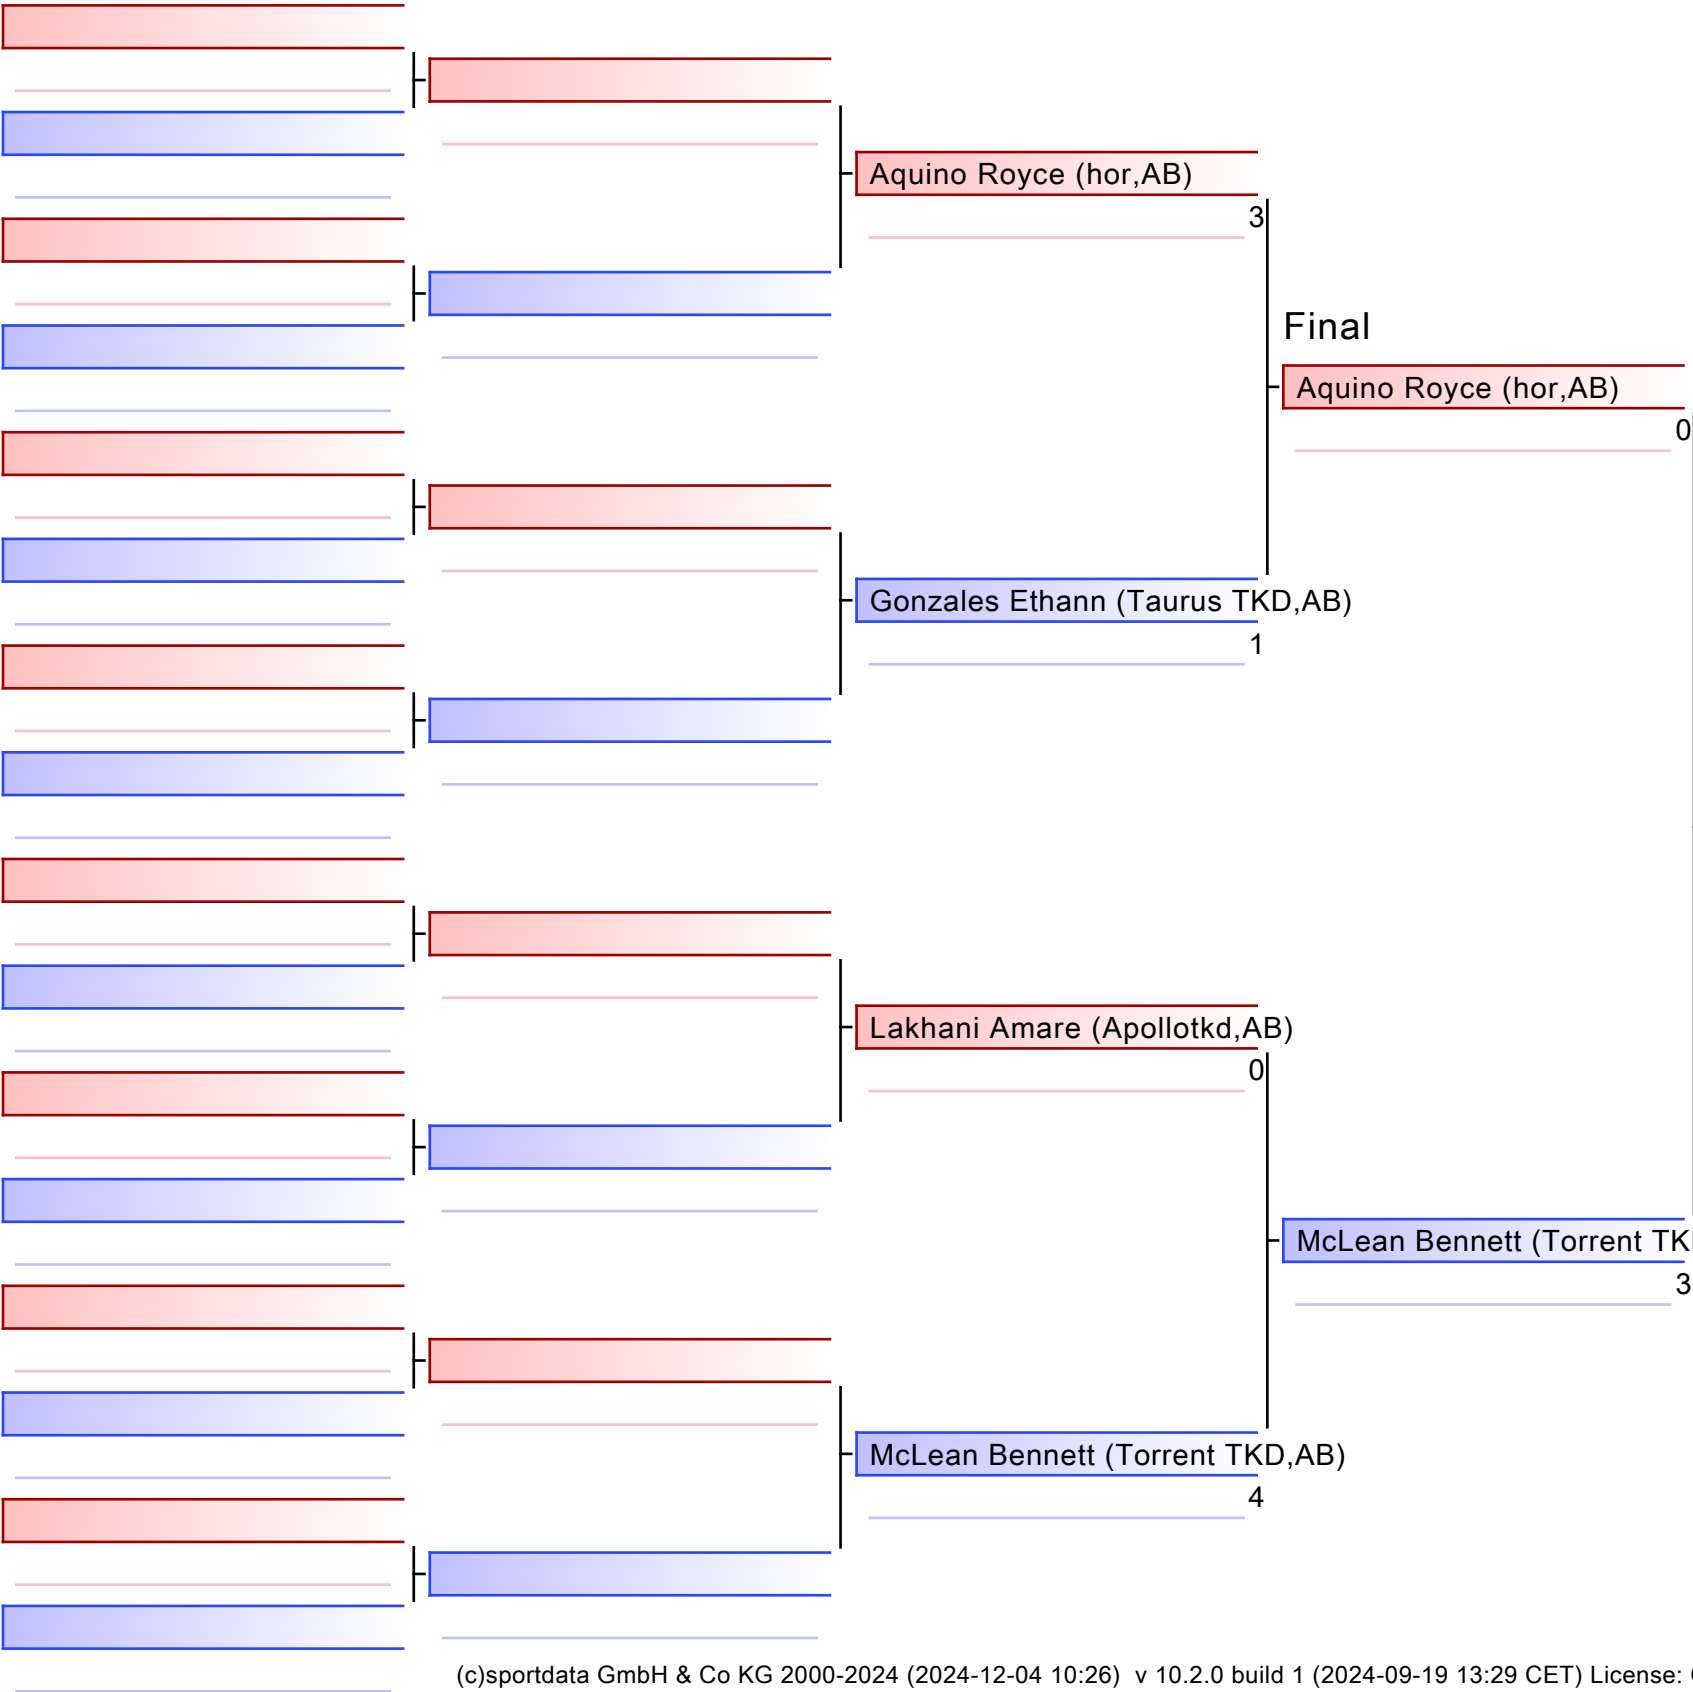 Aquino Royce (hor,AB)
3
Final
Aquino Royce (hor,AB)
0
Gonzales Ethann (Taurus TKD,AB)
1
Lakhani Amare (Apollotkd,AB)
0
McLean Bennett (Torrent TK
3
McLean Bennett (Torrent TKD,AB)
4
(c)sportdata GmbH & Co KG 2000-2024 (2024-12-04 10:26) v 10.2.0 build 1 (2024-09-19 13:29 CET) License: